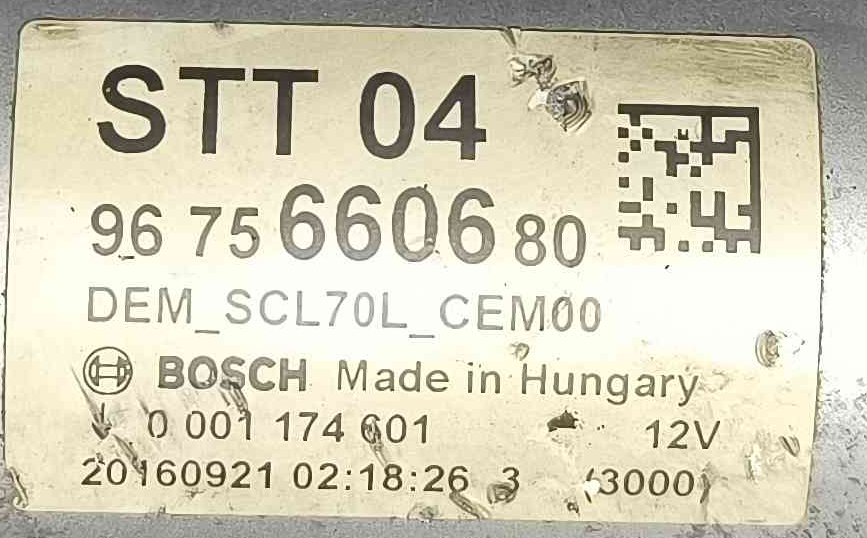 STT 04
96 75 6606 80
DEM_SCL70L_CEM00
BOSCH Made in Hungary
0 001 174 601 12V
20160921 02:18:26 3 (3000)